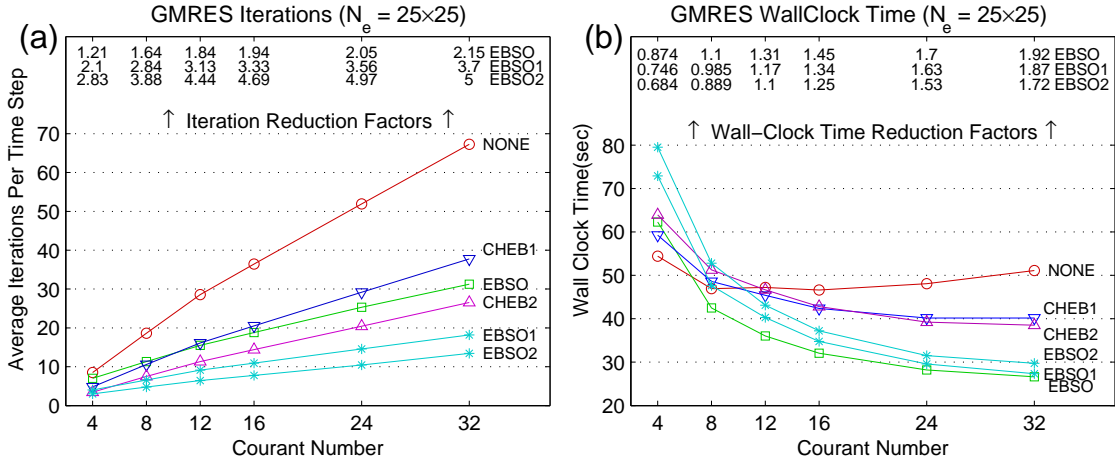 GMRES Iterations (Nₑ = 25×25)
(a)
1.21 1.64 1.84 1.94 2.05 2.15 EBSO
2.1 2.84 3.13 3.33 3.56 3.7 EBSO1
2.83 3.88 4.44 4.69 4.97 5 EBSO2
↑ Iteration Reduction Factors ↑
70
60
50
40
30
20
10
0
Average Iterations Per Time Step
NONE
CHEB1
EBSO
CHEB2
EBSO1
EBSO2
4 8 12 16 24 32
Courant Number
GMRES WallClock Time (Nₑ = 25×25)
(b)
0.874 1.1 1.31 1.45 1.7 1.92 EBSO
0.746 0.985 1.17 1.34 1.63 1.87 EBSO1
0.684 0.889 1.1 1.25 1.53 1.72 EBSO2
↑ Wall−Clock Time Reduction Factors ↑
80
70
60
50
40
30
20
Wall Clock Time(sec)
NONE
CHEB1
CHEB2
EBSO2
EBSO1
EBSO
4 8 12 16 24 32
Courant Number